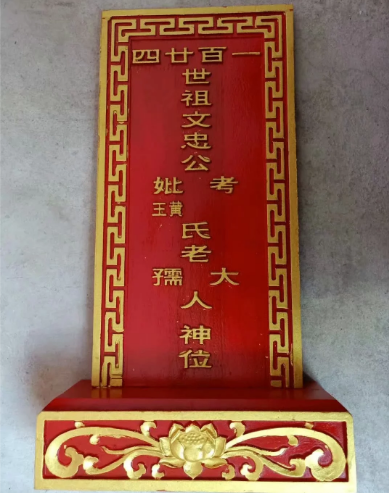 一百廿四
世祖文忠公
考妣
黃王
氏老
大孺
人神位